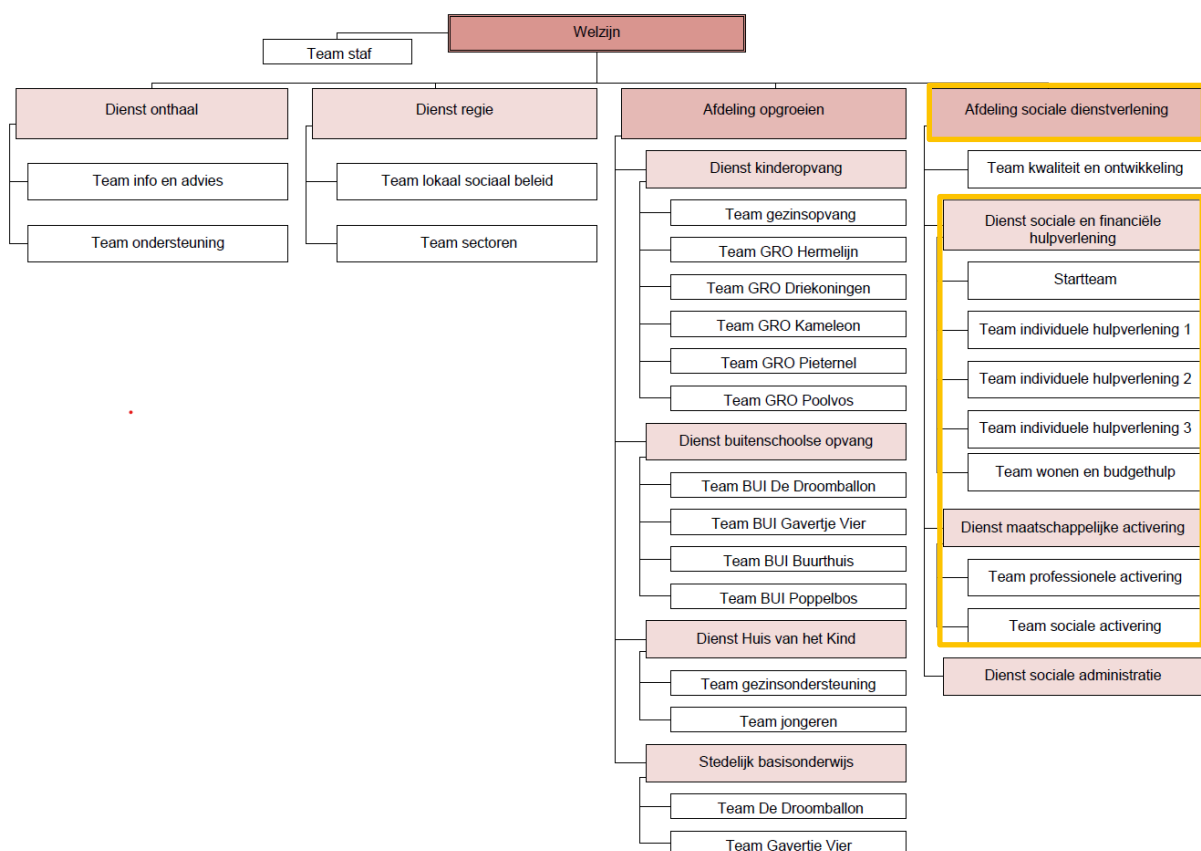 Welzijn
Team staf
Dienst onthaal
Team info en advies
Team ondersteuning
Dienst regie
Team lokaal sociaal beleid
Team sectoren
Afdeling opgroeien
Dienst kinderopvang
Team gezinsopvang
Team GRO Hermelijn
Team GRO Driekoningen
Team GRO Kameleon
Team GRO Pieternel
Team GRO Poolvos
Dienst buitenschoolse opvang
Team BUI De Droomballon
Team BUI Gavertje Vier
Team BUI Buurthuis
Team BUI Poppelbos
Dienst Huis van het Kind
Team gezinsondersteuning
Team jongeren
Stedelijk basisonderwijs
Team De Droomballon
Team Gavertje Vier
Afdeling sociale dienstverlening
Team kwaliteit en ontwikkeling
Dienst sociale en financiële
hulpverlening
Startteam
Team individuele hulpverlening 1
Team individuele hulpverlening 2
Team individuele hulpverlening 3
Team wonen en budgethulp
Dienst maatschappelijke activering
Team professionele activering
Team sociale activering
Dienst sociale administratie